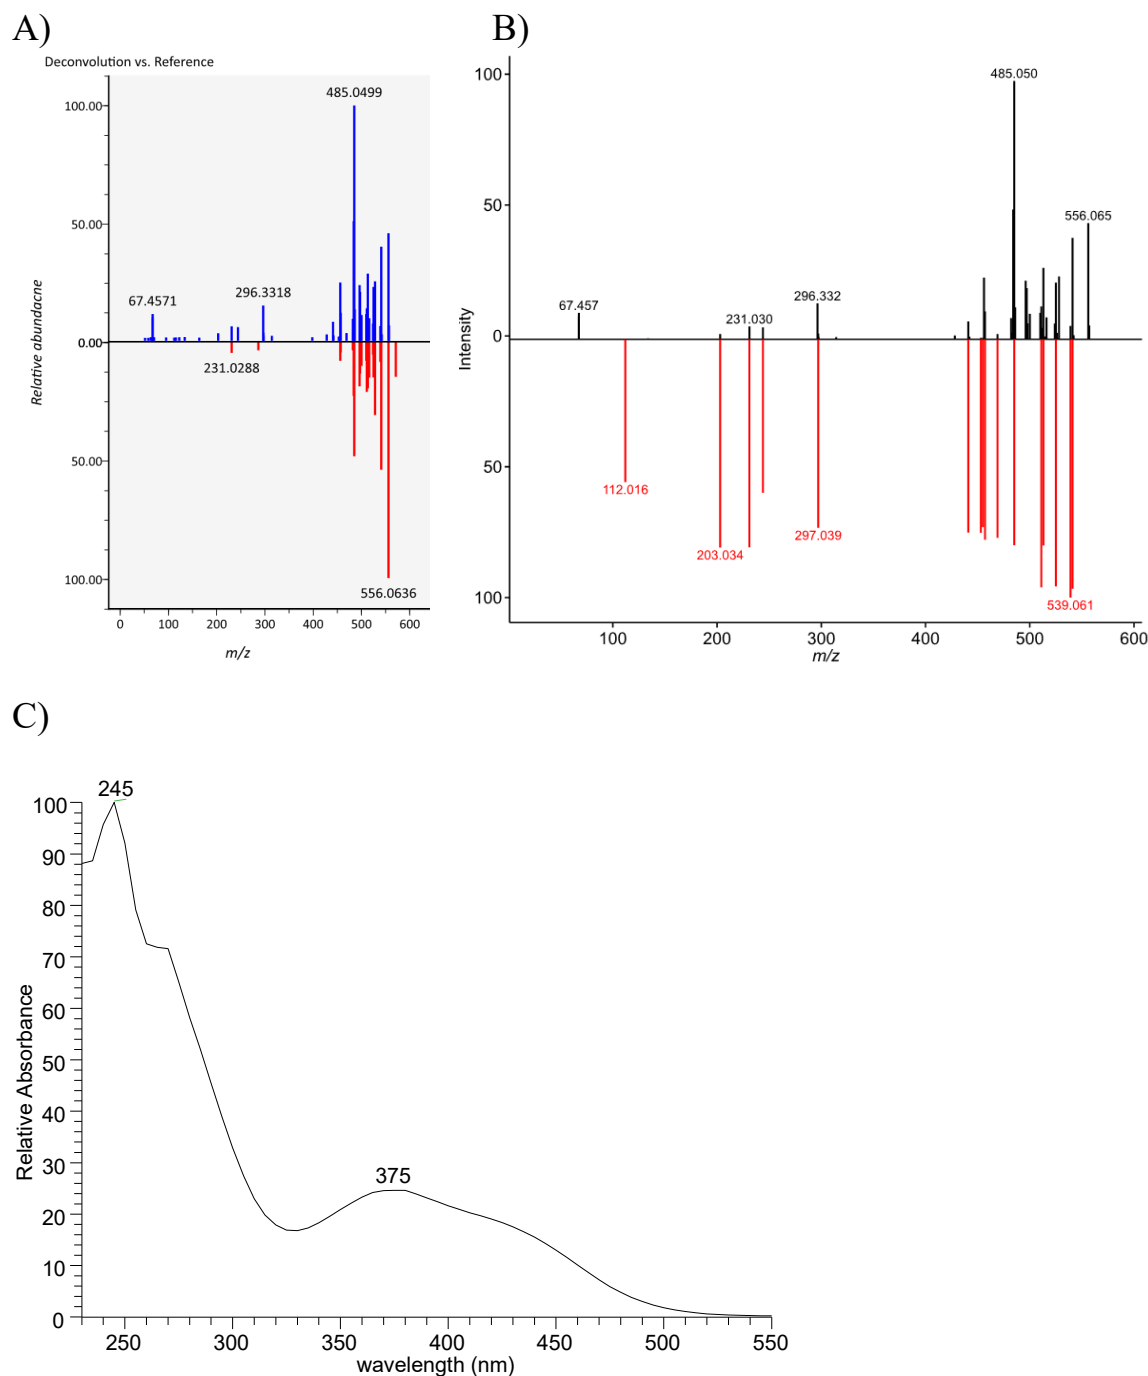 A)
Deconvolution vs. Reference
Relative abundacne
100.00
50.00
0.00
50.00
100.00
485.0499
67.4571
296.3318
231.0288
556.0636
0 100 200 300 400 500 600
m/z
B)
Intensity
100
50
0
50
100
485.050
556.065
67.457
231.030
296.332
112.016
203.034
297.039
539.061
100 200 300 400 500 600
m/z
C)
Relative Absorbance
100
90
80
70
60
50
40
30
20
10
0
245
375
250 300 350 400 450 500 550
wavelength (nm)